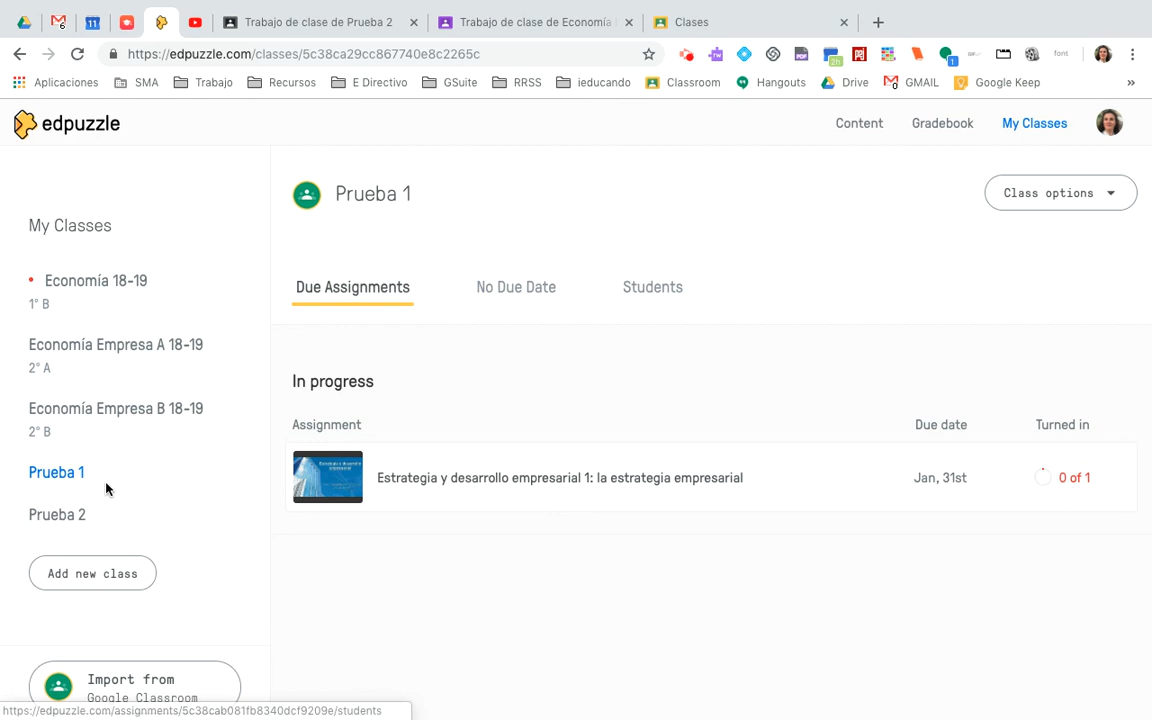 Trabajo de clase de Prueba 2
Trabajo de clase de Economía
Clases
https://edpuzzle.com/classes/5c38ca29cc867740e8c2265c
Aplicaciones
SMA
Trabajo
Recursos
E Directivo
GSuite
RRSS
ieducando
Classroom
Hangouts
Drive
GMAIL
Google Keep
»
edpuzzle
Content
Gradebook
My Classes
Prueba 1
Class options
My Classes
Economía 18-19
1° B
Economía Empresa A 18-19
2° A
Economía Empresa B 18-19
2° B
Prueba 1
Prueba 2
Add new class
Import from
Google Classroom
Due Assignments
No Due Date
Students
In progress
Assignment
Due date
Turned in
Estrategia y desarrollo empresarial 1: la estrategia empresarial
Jan, 31st
0 of 1
https://edpuzzle.com/assignments/5c38cab081fb8340dcf9209e/students